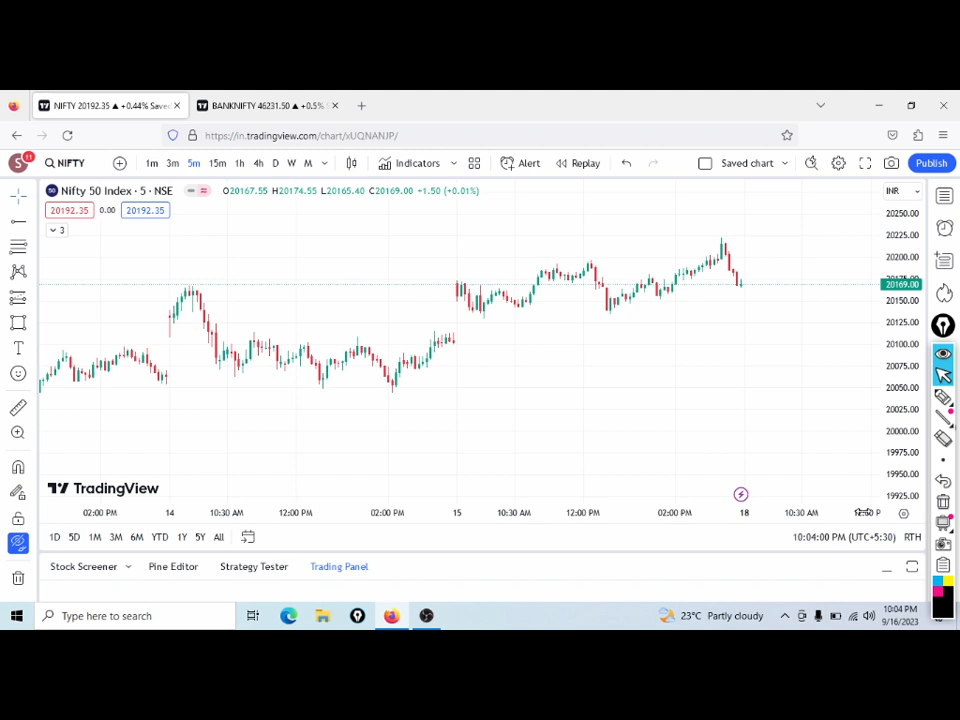 NIFTY 20192.35 ▲ +0.44% Saved
BANKNIFTY 46231.50 ▲ +0.5%
https://in.tradingview.com/chart/xUQNANJP/
S 11 NIFTY 1m 3m 5m 15m 1h 4h D W M Indicators Alert Replay Saved chart Publish
50 Nifty 50 Index · 5 · NSE O20167.55 H20174.55 L20165.40 C20169.00 −1.50 (+0.01%) INR
20192.35 0.00 20192.35
3
20250.00
20225.00
20200.00
20169.00
20150.00
20125.00
20100.00
20075.00
20050.00
20025.00
20000.00
19975.00
19950.00
19925.00
TradingView
02:00 PM 14 10:30 AM 12:00 PM 02:00 PM 15 10:30 AM 12:00 PM 02:00 PM 18 10:30 AM
1D 5D 1M 3M 6M YTD 1Y 5Y All 10:04:00 PM (UTC+5:30) RTH
Stock Screener Pine Editor Strategy Tester Trading Panel
Type here to search 23°C Partly cloudy 10:04 PM
9/16/2023